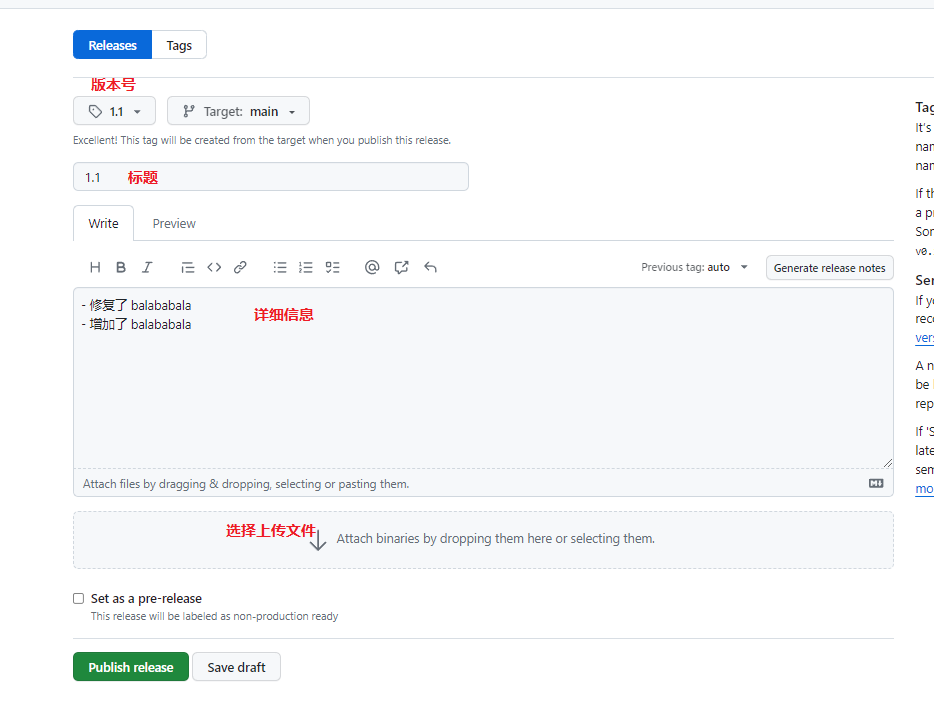 Releases Tags
版本号
1.1 Target: main
Excellent! This tag will be created from the target when you publish this release.
1.1 标题
Write Preview
Previous tag: auto Generate release notes
- 修复了 balababala
- 增加了 balababala
详细信息
Attach files by dragging & dropping, selecting or pasting them.
选择上传文件
Attach binaries by dropping them here or selecting them.
Set as a pre-release
This release will be labeled as non-production ready
Publish release Save draft
Tag
It's
nam
nam
If th
a pr
Son
v0.
Sen
If yo
reco
vers
A n
be
rep
If 'S
late
sem
mo